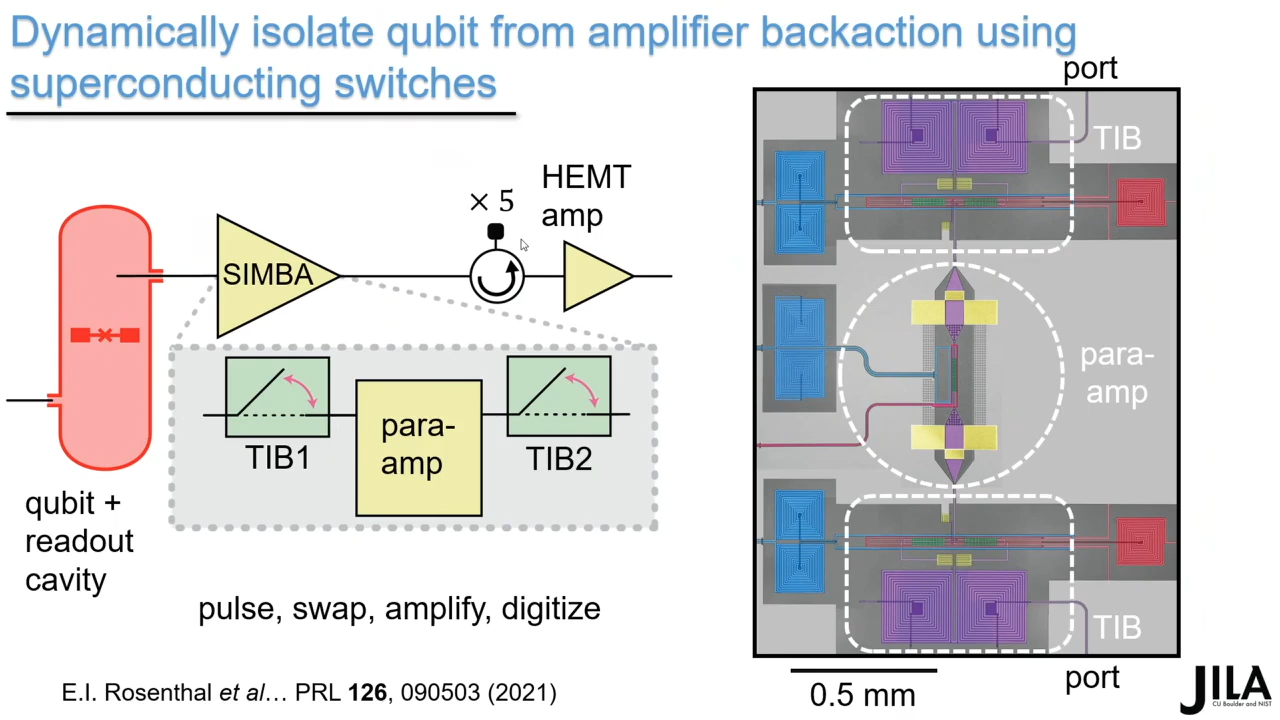 Dynamically isolate qubit from amplifier backaction using
superconducting switches
port
TIB
HEMT
amp
× 5
SIMBA
para-
amp
TIB1
para-
amp
TIB2
qubit +
readout
cavity
pulse, swap, amplify, digitize
TIB
port
0.5 mm
E.I. Rosenthal et al… PRL 126, 090503 (2021)
JILA
CU Boulder and NIST